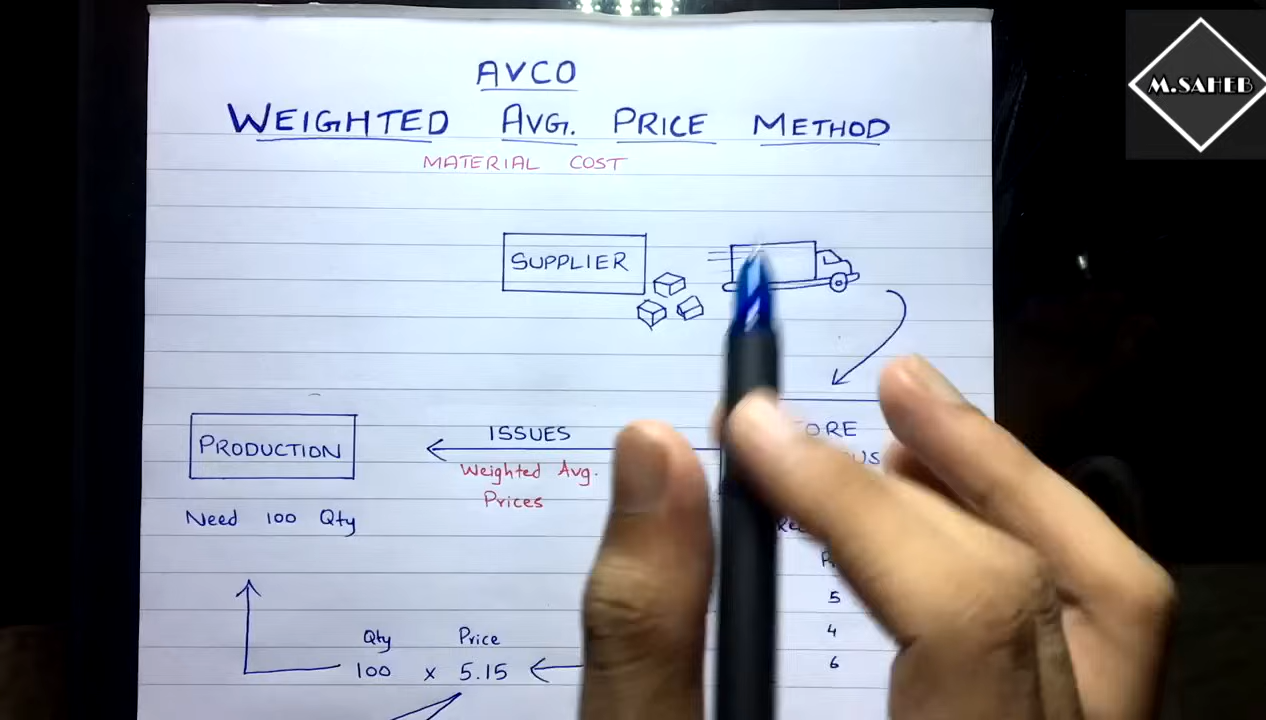 AVCO
M.SAHEB
WEIGHTED AVG. PRICE METHOD
MATERIAL COST
SUPPLIER
PRODUCTION
ISSUES
Weighted Avg.
Prices
Need 100 Qty
5
4
6
Qty Price
100 x 5.15